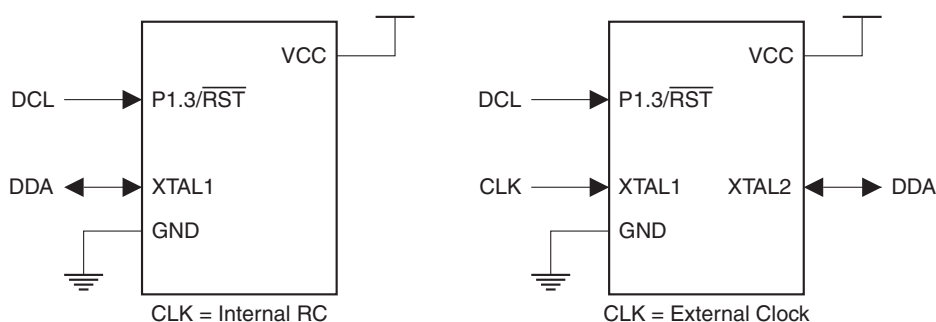 VCC
DCL
P1.3/RST
DDA
XTAL1
GND
CLK = Internal RC
VCC
DCL
P1.3/RST
CLK
XTAL1
XTAL2
DDA
GND
CLK = External Clock